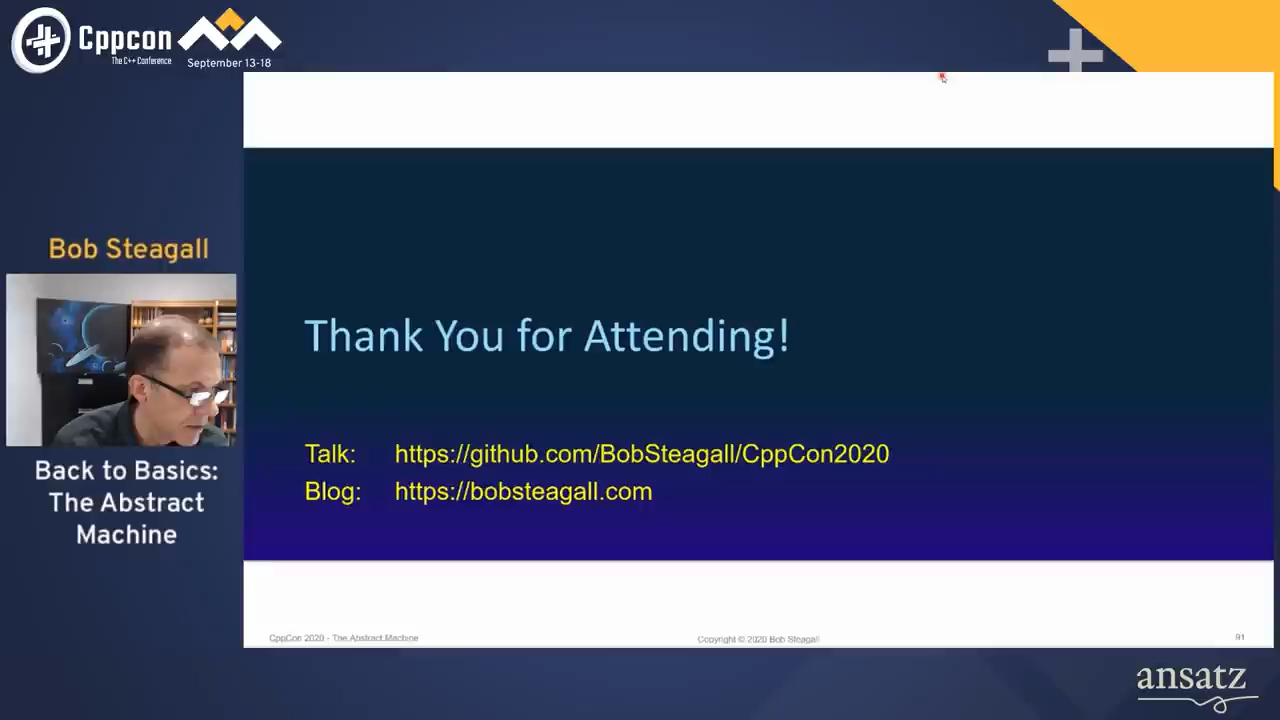 Cppcon
The C++ Conference
September 13-18
Bob Steagall
Back to Basics:
The Abstract
Machine
Thank You for Attending!
Talk: https://github.com/BobSteagall/CppCon2020
Blog: https://bobsteagall.com
CppCon 2020 - The Abstract Machine
Copyright © 2020 Bob Steagall
91
ansatz